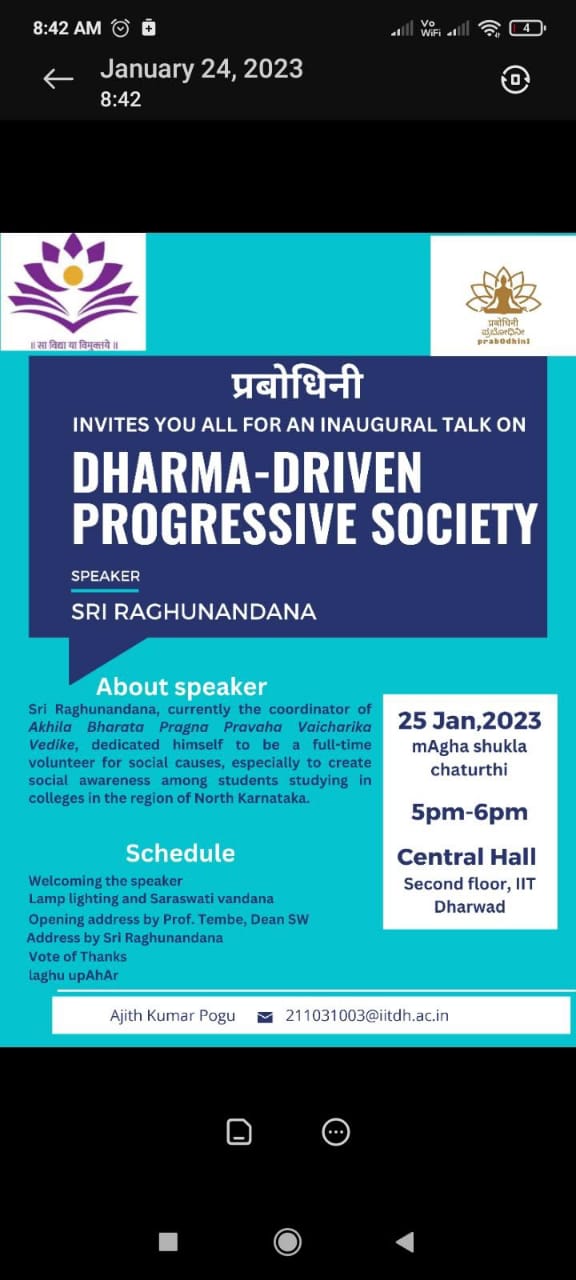 8:42 AM
Vo
WiFi
4
January 24, 2023
8:42
॥ सा विद्या या विमुक्तये ॥
प्रबोधिनी
ಪ್ರಬೋಧಿನೀ
prab0dhinI
प्रबोधिनी
INVITES YOU ALL FOR AN INAUGURAL TALK ON
DHARMA-DRIVEN
PROGRESSIVE SOCIETY
SPEAKER
SRI RAGHUNANDANA
About speaker
Sri Raghunandana, currently the coordinator of
Akhila Bharata Pragna Pravaha Vaicharika
Vedike, dedicated himself to be a full-time
volunteer for social causes, especially to create
social awareness among students studying in
colleges in the region of North Karnataka.
25 Jan,2023
mAgha shukla
chaturthi
5pm-6pm
Central Hall
Second floor, IIT
Dharwad
Schedule
Welcoming the speaker
Lamp lighting and Saraswati vandana
Opening address by Prof. Tembe, Dean SW
Address by Sri Raghunandana
Vote of Thanks
laghu upAhAr
Ajith Kumar Pogu 211031003@iitdh.ac.in